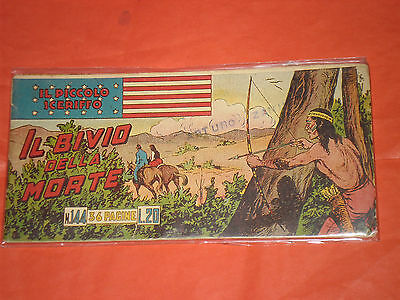 IL PICCOLO
SCERIFFO
IL BIVIO
DELLA
MORTE
N.144 36 PAGINE L.20